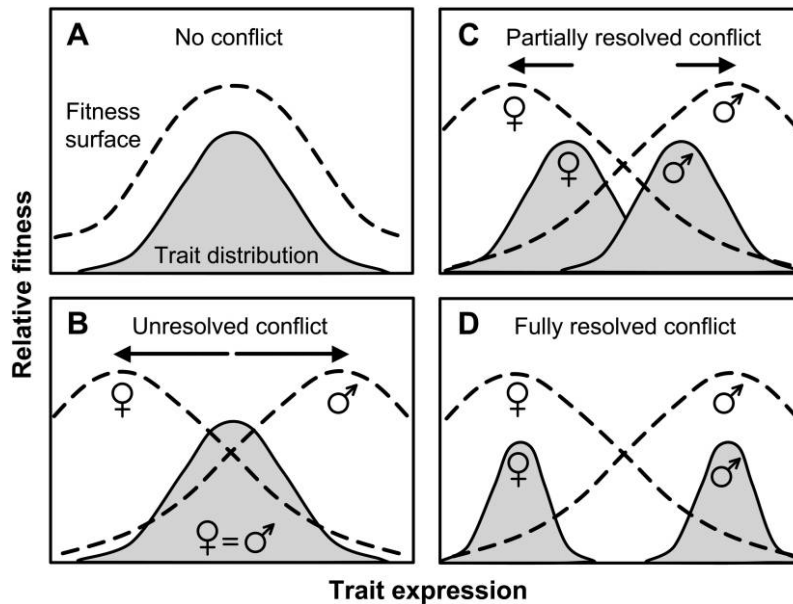 A
No conflict
Fitness
surface
Trait distribution
B
Unresolved conflict
♀
♂
♀=♂
C
Partially resolved conflict
♀
♂
♀
♂
D
Fully resolved conflict
♀
♂
♀
♂
Relative fitness
Trait expression